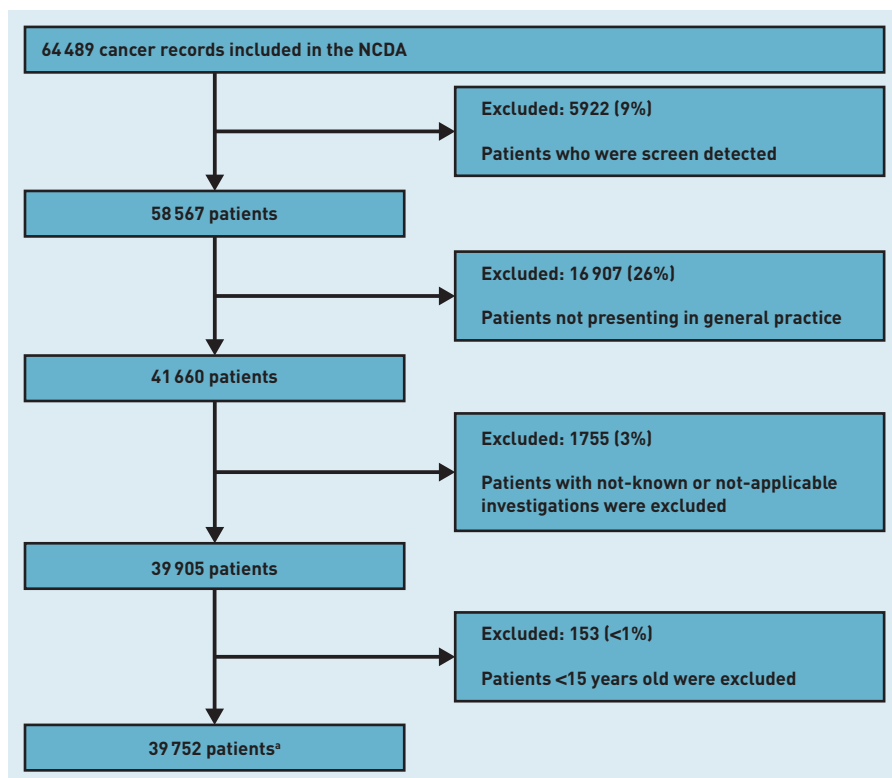 64 489 cancer records included in the NCDA
Excluded: 5922 (9%)
Patients who were screen detected
58 567 patients
Excluded: 16 907 (26%)
Patients not presenting in general practice
41 660 patients
Excluded: 1755 (3%)
Patients with not-known or not-applicable
investigations were excluded
39 905 patients
Excluded: 153 (<1%)
Patients <15 years old were excluded
39 752 patientsᵃ